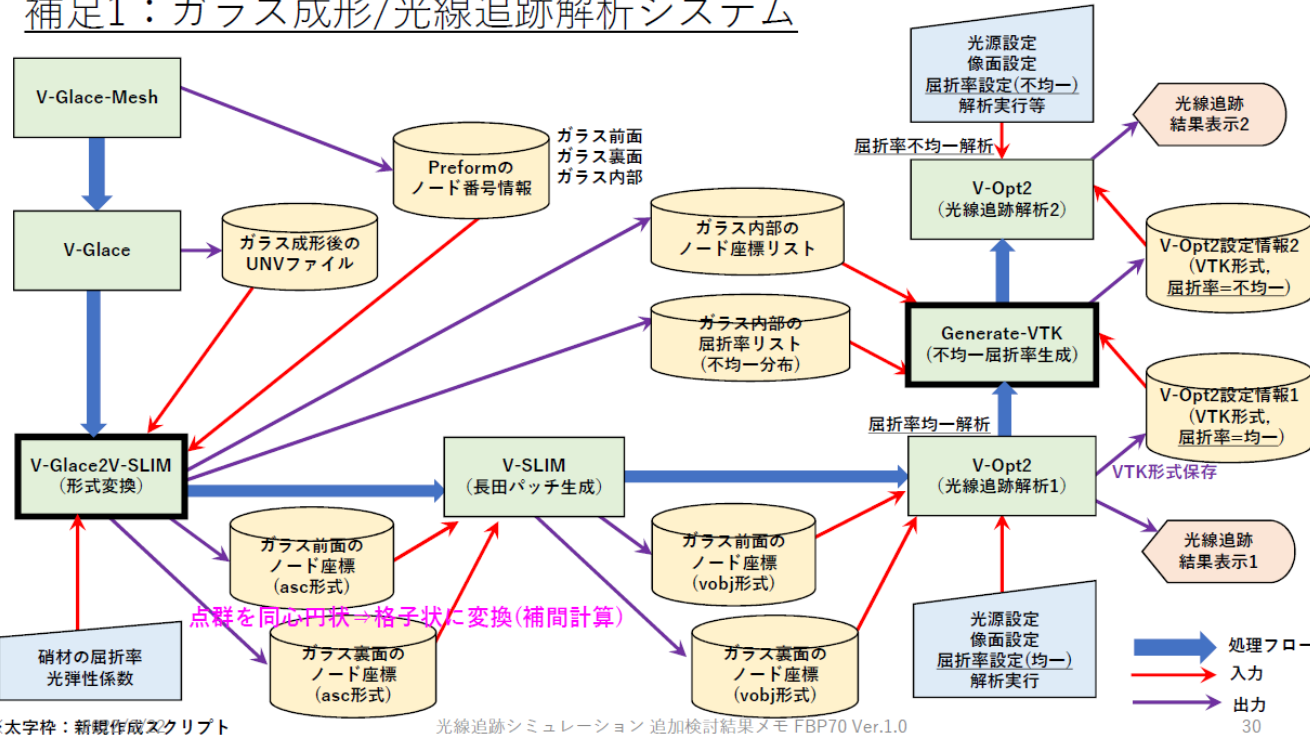 補足1：ガラス成形/光線追跡解析システム
V-Glace-Mesh
V-Glace
Preformの
ノード番号情報
ガラス前面
ガラス裏面
ガラス内部
ガラス成形後の
UNVファイル
ガラス内部の
ノード座標リスト
ガラス内部の
屈折率リスト
(不均一分布)
光源設定
像面設定
屈折率設定(不均一)
解析実行等
屈折率不均一解析
光線追跡
結果表示2
V-Opt2
(光線追跡解析2)
V-Opt2設定情報2
(VTK形式,
屈折率=不均一)
Generate-VTK
(不均一屈折率生成)
V-Opt2設定情報1
(VTK形式,
屈折率=均一)
屈折率均一解析
V-Glace2V-SLIM
(形式変換)
V-SLIM
(長田パッチ生成)
V-Opt2
(光線追跡解析1)
VTK形式保存
光線追跡
結果表示1
ガラス前面の
ノード座標
(asc形式)
ガラス前面の
ノード座標
(vobj形式)
点群を同心円状⇒格子状に変換(補間計算)
ガラス裏面の
ノード座標
(asc形式)
ガラス裏面の
ノード座標
(vobj形式)
硝材の屈折率
光弾性係数
光源設定
像面設定
屈折率設定(均一)
解析実行
処理フロー
入力
出力
太字枠：新規作成スクリプト
光線追跡シミュレーション 追加検討結果メモ FBP70 Ver.1.0
30